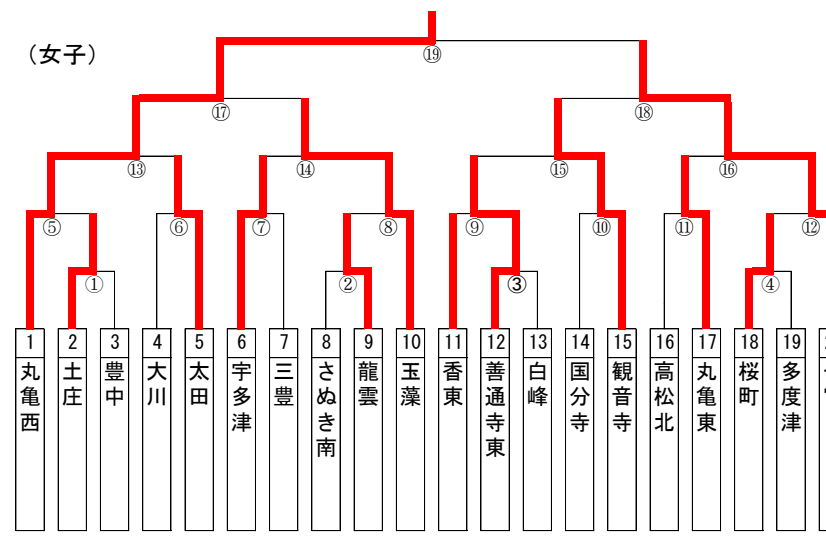 (女子)
⑲
⑰
⑱
⑬
⑭
⑮
⑯
⑤
⑥
⑦
⑧
⑨
⑩
⑪
⑫
①
②
③
④
1
丸亀西
2
土庄
3
豊中
4
大川
5
太田
6
宇多津
7
三豊
8
さぬき南
9
龍雲
10
玉藻
11
香東
12
善通寺東
13
白峰
14
国分寺
15
観音寺
16
高松北
17
丸亀東
18
桜町
19
多度津